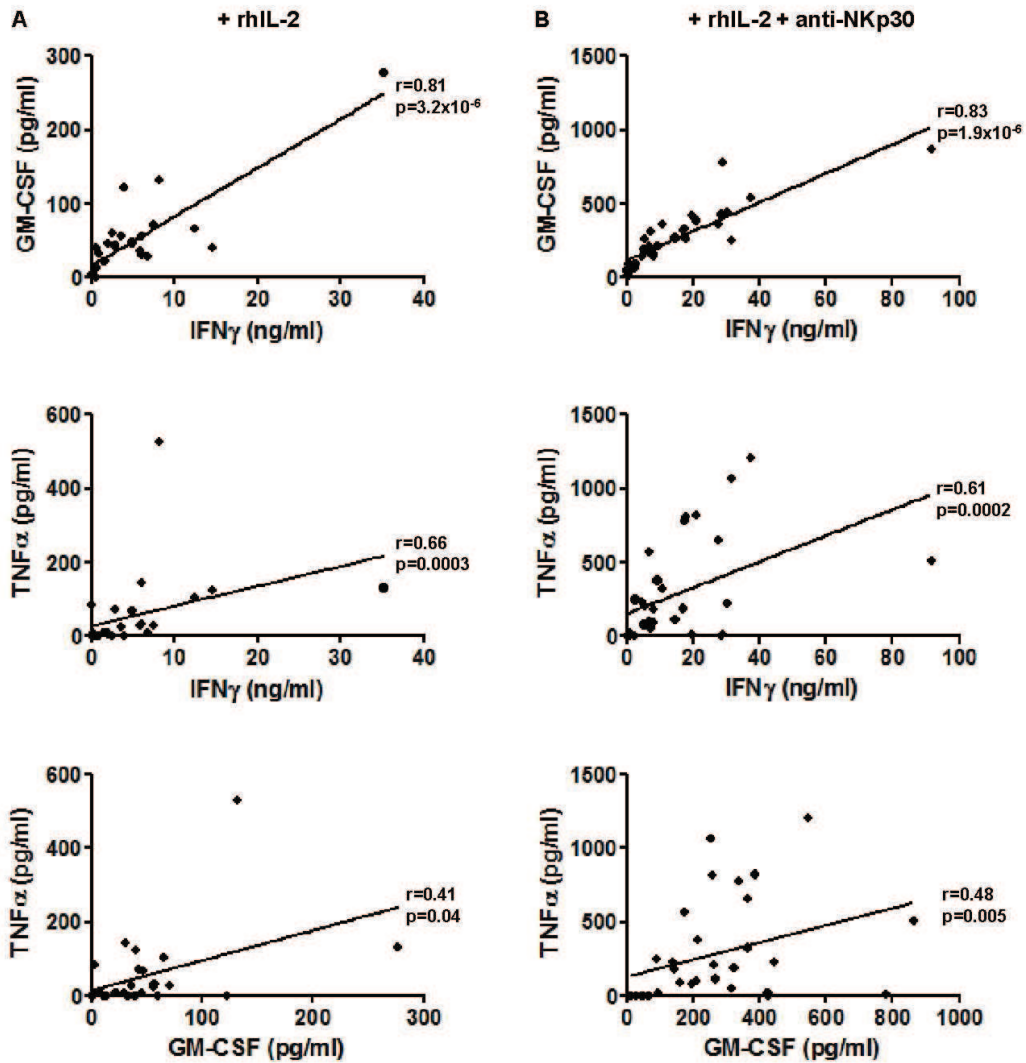 A
+ rhIL-2
B
+ rhIL-2 + anti-NKp30
GM-CSF (pg/ml)
300
200
100
0
0 10 20 30 40
IFNγ (ng/ml)
r=0.81
p=3.2x10⁻⁶
GM-CSF (pg/ml)
1500
1000
500
0
0 20 40 60 80 100
IFNγ (ng/ml)
r=0.83
p=1.9x10⁻⁶
TNFα (pg/ml)
600
400
200
0
0 10 20 30 40
IFNγ (ng/ml)
r=0.66
p=0.0003
TNFα (pg/ml)
1500
1000
500
0
0 20 40 60 80 100
IFNγ (ng/ml)
r=0.61
p=0.0002
TNFα (pg/ml)
600
400
200
0
0 100 200 300
GM-CSF (pg/ml)
r=0.41
p=0.04
TNFα (pg/ml)
1500
1000
500
0
0 200 400 600 800 1000
GM-CSF (pg/ml)
r=0.48
p=0.005